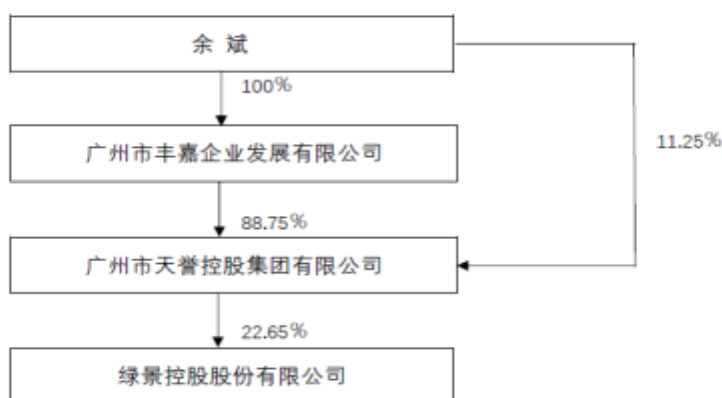 余 斌
100%
广州市丰嘉企业发展有限公司
11.25%
88.75%
广州市天誉控股集团有限公司
22.65%
绿景控股股份有限公司